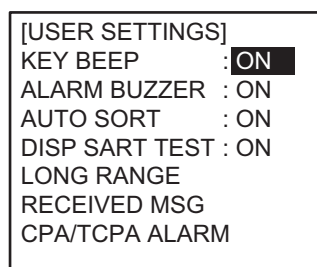 [USER SETTINGS]
KEY BEEP : ON
ALARM BUZZER : ON
AUTO SORT : ON
DISP SART TEST : ON
LONG RANGE
RECEIVED MSG
CPA/TCPA ALARM